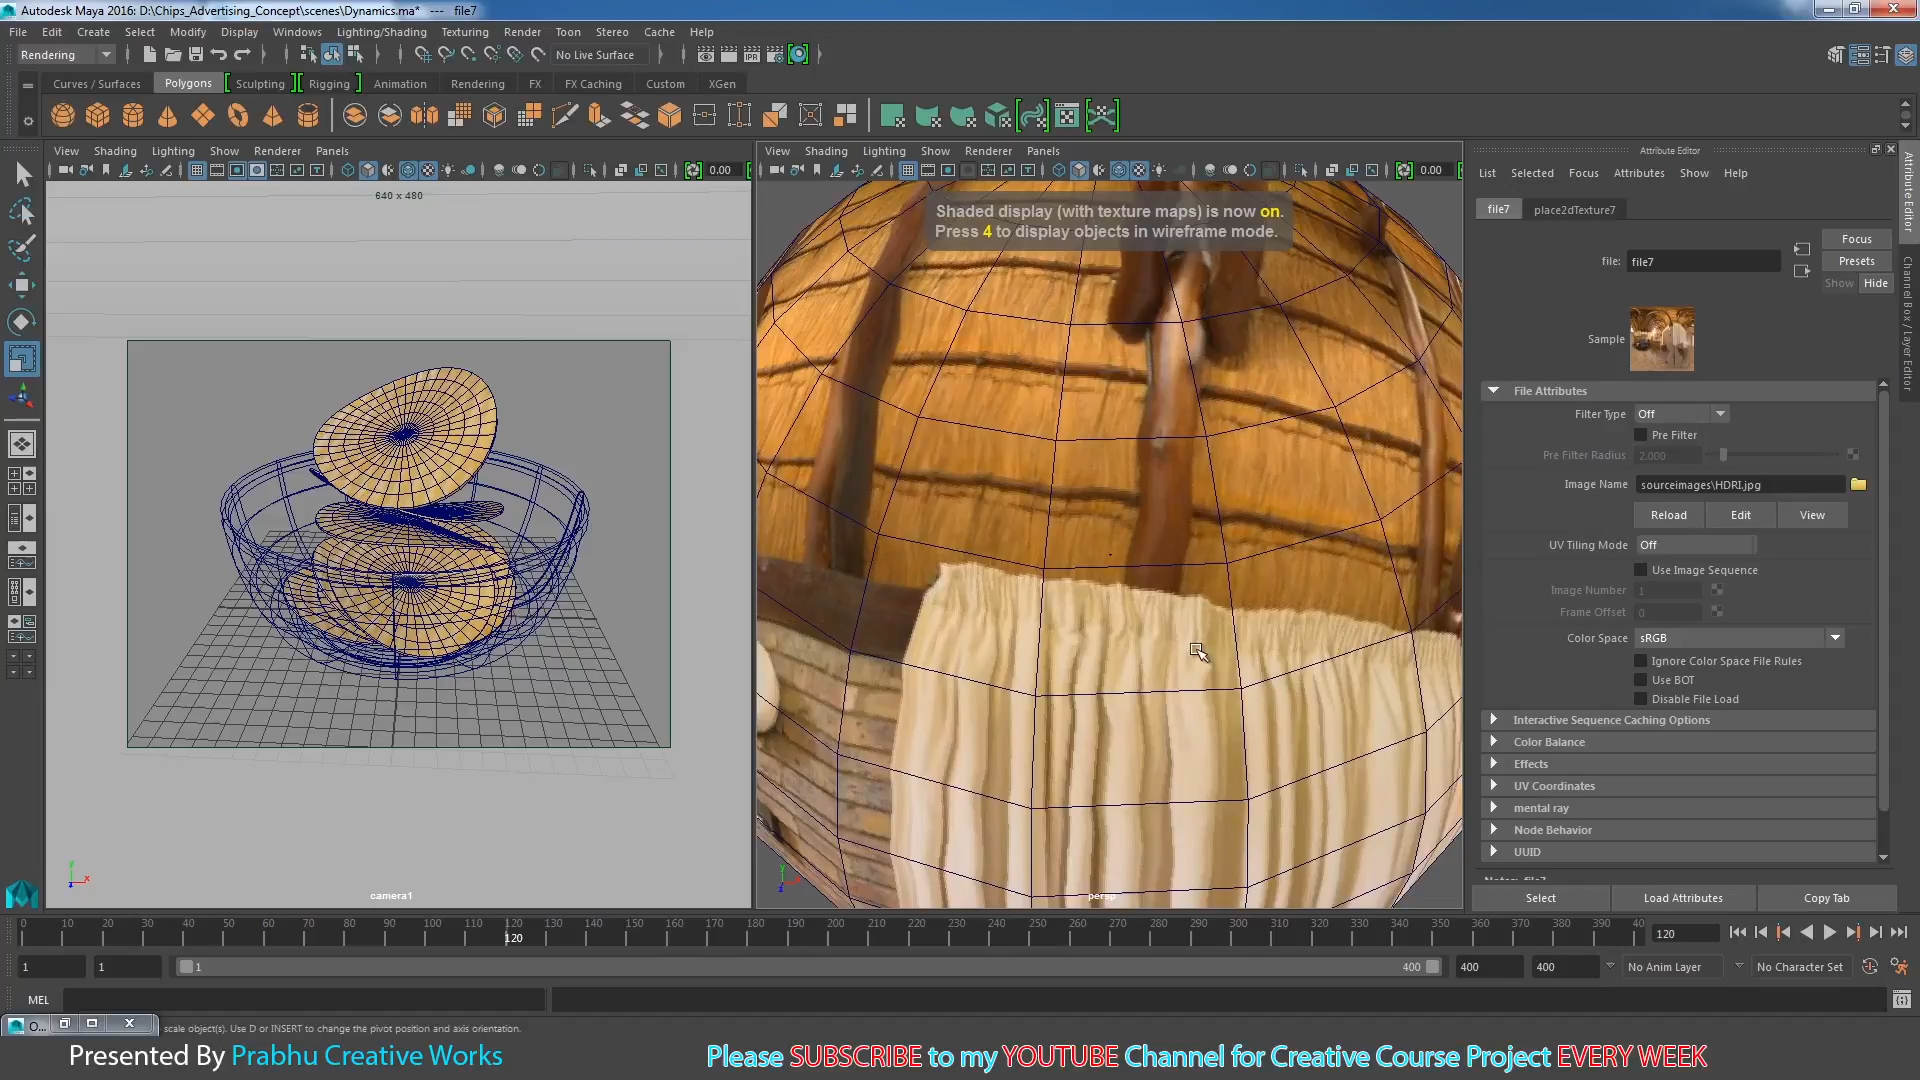 Autodesk Maya 2016: D:\Chips_Advertising_Concept\scenes\Dynamics.ma* --- file7
File Edit Create Select Modify Display Windows Lighting/Shading Texturing Render Toon Stereo Cache Help
Rendering No Live Surface
Curves / Surfaces Polygons Sculpting Rigging Animation Rendering FX FX Caching Custom XGen
View Shading Lighting Show Renderer Panels
0.00
640 x 480
camera1
View Shading Lighting Show Renderer Panels
0.00
Shaded display (with texture maps) is now on.
Press 4 to display objects in wireframe mode.
persp
Attribute Editor
List Selected Focus Attributes Show Help
file7 place2dTexture7
file: file7
Focus
Presets
Show Hide
Sample
File Attributes
Filter Type Off
Pre Filter
Pre Filter Radius 2.000
Image Name sourceimages\HDRI.jpg
Reload Edit View
UV Tiling Mode Off
Use Image Sequence
Image Number 1
Frame Offset 0
Color Space sRGB
Ignore Color Space File Rules
Use BOT
Disable File Load
Interactive Sequence Caching Options
Color Balance
Effects
UV Coordinates
mental ray
Node Behavior
UUID
Select Load Attributes Copy Tab
Attribute Editor
Channel Box / Layer Editor
0 10 20 30 40 50 60 70 80 90 100 110 120 130 140 150 160 170 180 190 200 210 220 230 240 250 260 270 280 290 300 310 320 330 340 350 360 370 380 390 40
120
120
1 1 1 400 400 400 No Anim Layer No Character Set
MEL
O... scale object(s). Use D or INSERT to change the pivot position and axis orientation.
Presented By Prabhu Creative Works
Please SUBSCRIBE to my YOUTUBE Channel for Creative Course Project EVERY WEEK